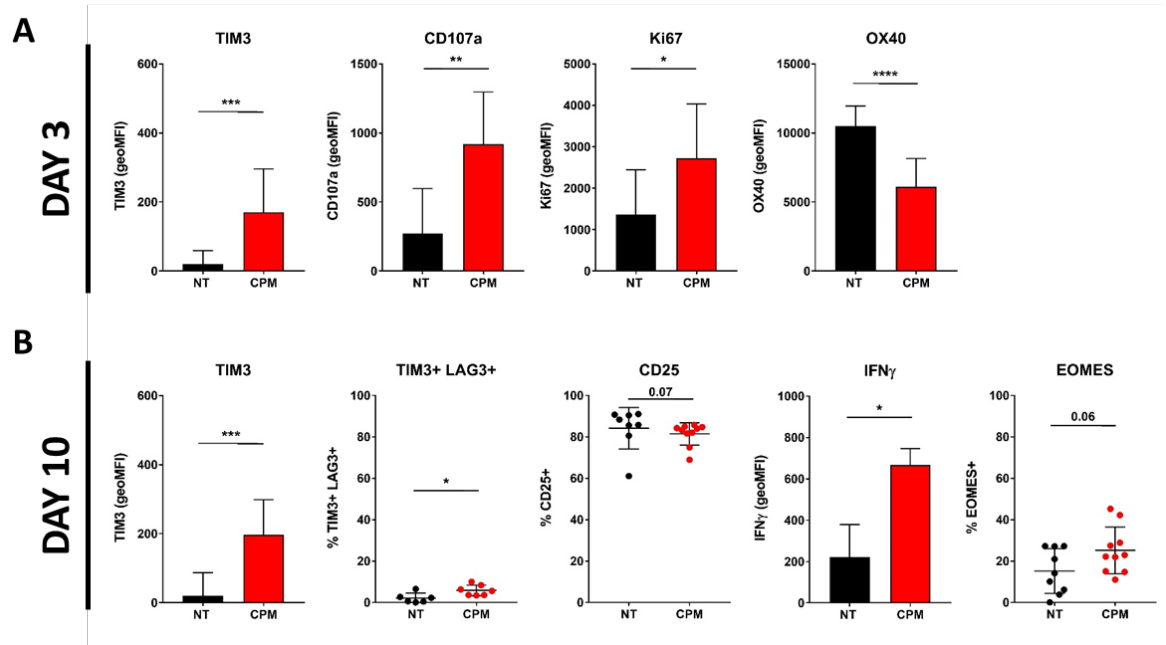 A
DAY 3
TIM3
TIM3 (geoMFI)
600
400
200
0
***
NT
CPM
CD107a
CD107a (geoMFI)
1500
1000
500
0
**
NT
CPM
Ki67
Ki67 (geoMFI)
5000
4000
3000
2000
1000
0
*
NT
CPM
OX40
OX40 (geoMFI)
15000
10000
5000
0
****
NT
CPM
B
DAY 10
TIM3
TIM3 (geoMFI)
600
400
200
0
***
NT
CPM
TIM3+ LAG3+
% TIM3+ LAG3+
100
80
60
40
20
0
*
NT
CPM
CD25
% CD25+
100
80
60
40
20
0
0.07
NT
CPM
IFNγ
IFNγ (geoMFI)
1000
800
600
400
200
0
*
NT
CPM
EOMES
% EOMES+
100
80
60
40
20
0
0.06
NT
CPM